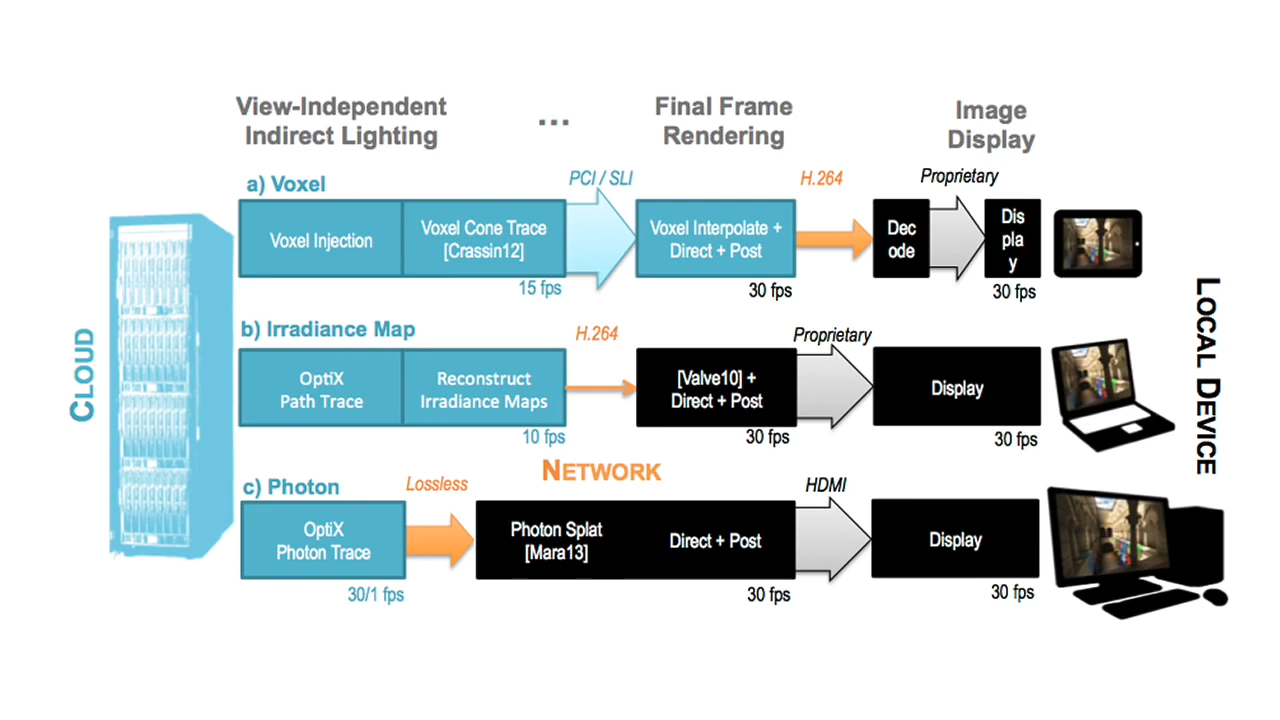 View-Independent
Indirect Lighting
...
Final Frame
Rendering
Image
Display
a) Voxel
PCI / SLI
H.264
Proprietary
Voxel Injection
Voxel Cone Trace
[Crassin12]
Voxel Interpolate +
Direct + Post
Dec
ode
Dis
pla
y
15 fps
30 fps
30 fps
b) Irradiance Map
H.264
Proprietary
OptiX
Path Trace
Reconstruct
Irradiance Maps
[Valve10] +
Direct + Post
Display
10 fps
30 fps
30 fps
NETWORK
c) Photon
Lossless
HDMI
OptiX
Photon Trace
Photon Splat
[Mara13]
Direct + Post
Display
30/1 fps
30 fps
30 fps
CLOUD
LOCAL DEVICE